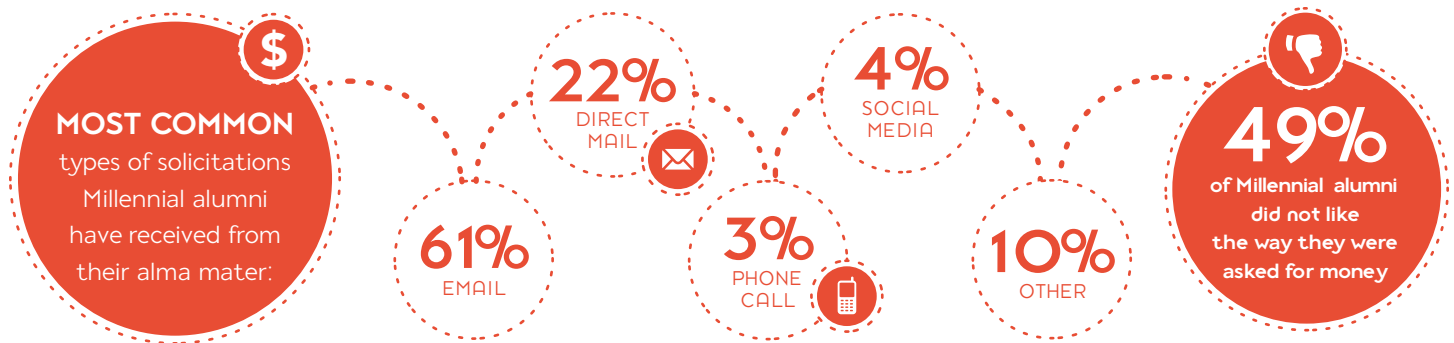 $
MOST COMMON
types of solicitations
Millennial alumni
have received from
their alma mater:
61%
EMAIL
22%
DIRECT
MAIL
3%
PHONE
CALL
4%
SOCIAL
MEDIA
10%
OTHER
49%
of Millennial alumni
did not like
the way they were
asked for money